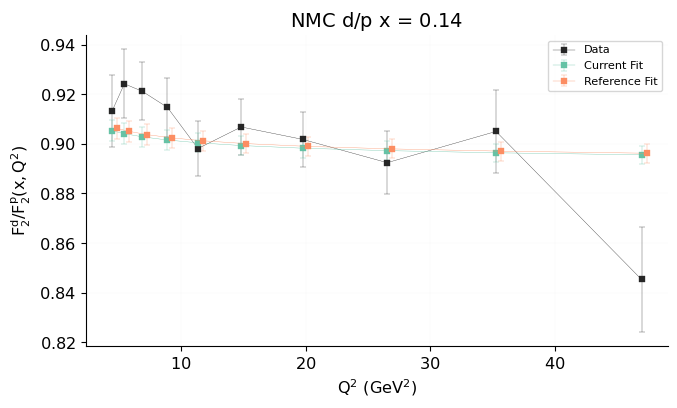 NMC d/p x = 0.14
0.94
0.92
0.90
0.88
0.86
0.84
0.82
F₂ᵈ/F₂ᵖ(x, Q²)
Data
Current Fit
Reference Fit
10
20
30
40
Q² (GeV²)